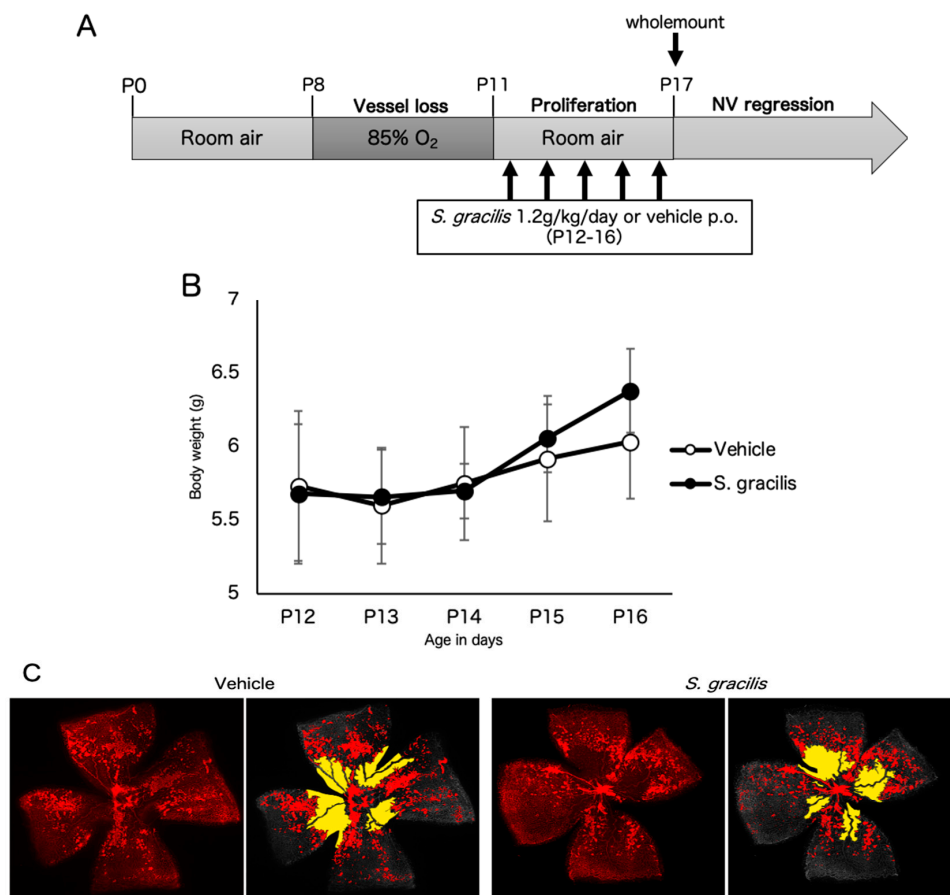 A
wholemount
P0 P8 P11 P17
Vessel loss Proliferation NV regression
Room air 85% O₂ Room air
S. gracilis 1.2g/kg/day or vehicle p.o.
(P12-16)
B
7
6.5
6
5.5
5
Body weight (g)
Vehicle
S. gracilis
P12 P13 P14 P15 P16
Age in days
C
Vehicle S. gracilis